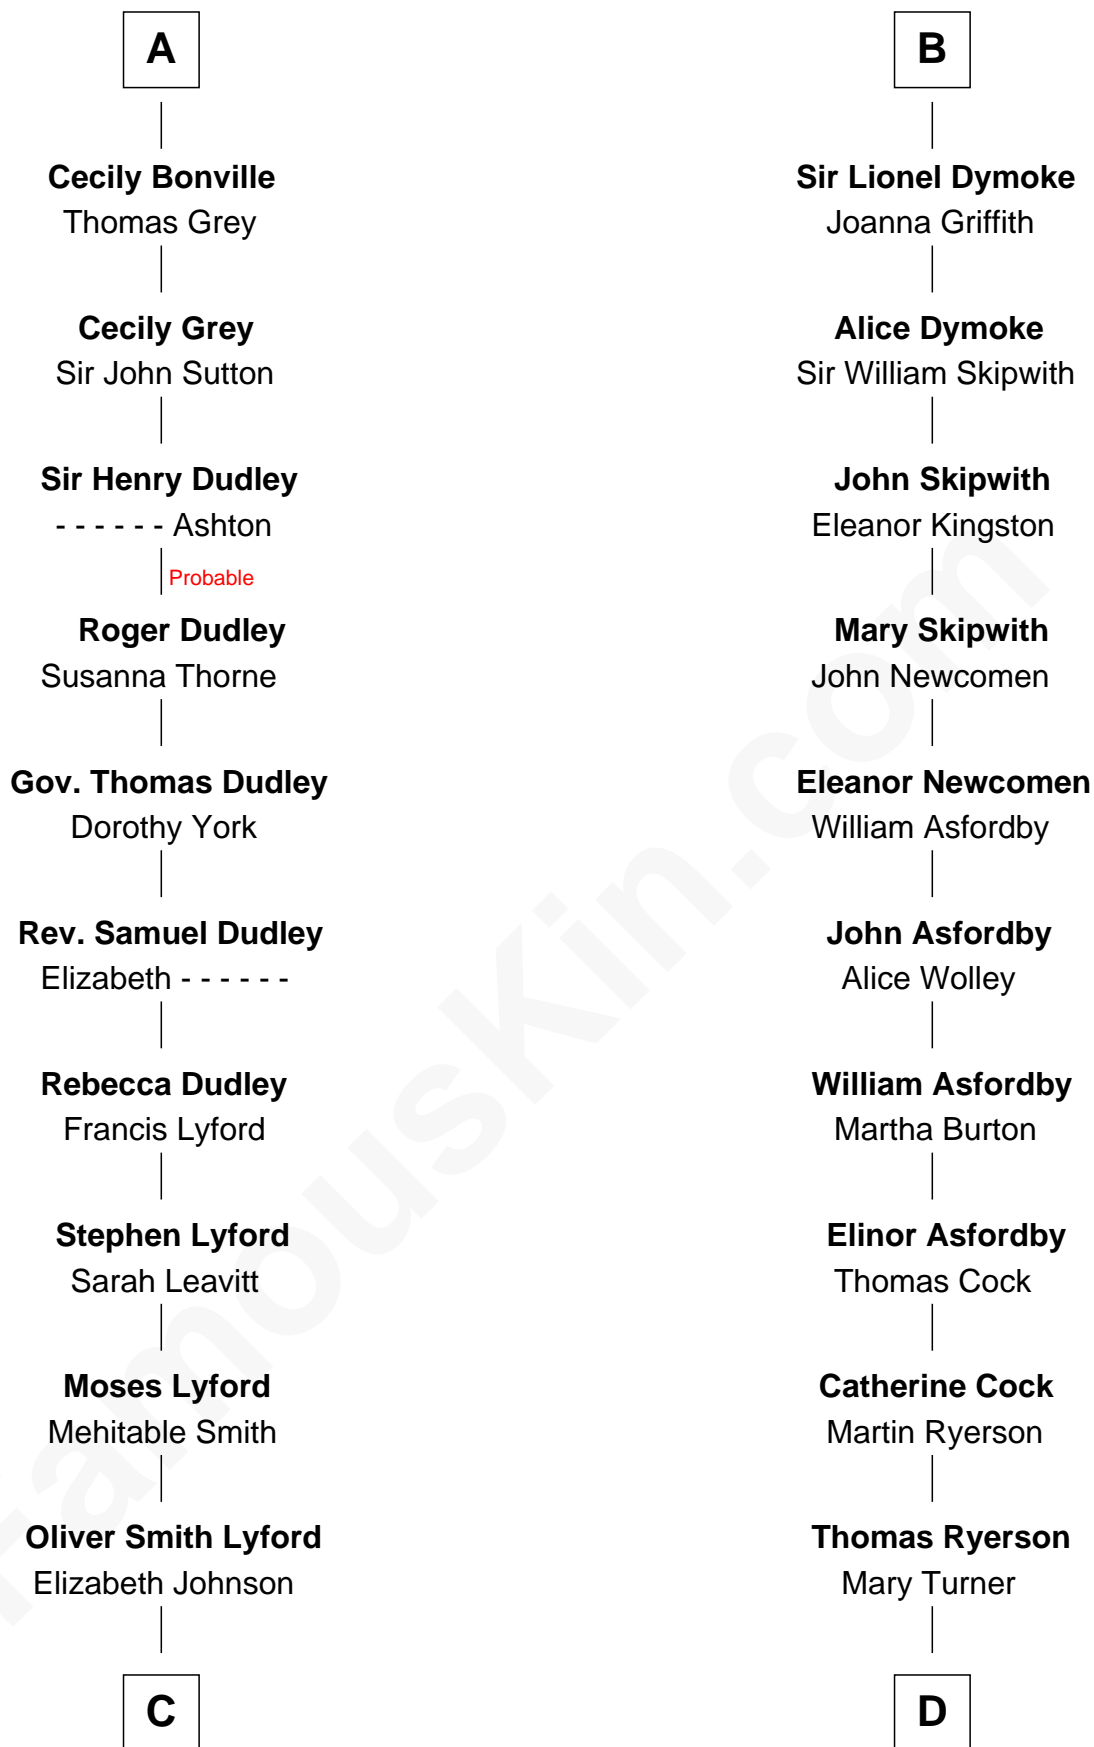 A
Cecily Bonville
Thomas Grey
Cecily Grey
Sir John Sutton
Sir Henry Dudley
- - - - - - Ashton
Probable
Roger Dudley
Susanna Thorne
Gov. Thomas Dudley
Dorothy York
Rev. Samuel Dudley
Elizabeth - - - - - -
Rebecca Dudley
Francis Lyford
Stephen Lyford
Sarah Leavitt
Moses Lyford
Mehitable Smith
Oliver Smith Lyford
Elizabeth Johnson
C
B
Sir Lionel Dymoke
Joanna Griffith
Alice Dymoke
Sir William Skipwith
John Skipwith
Eleanor Kingston
Mary Skipwith
John Newcomen
Eleanor Newcomen
William Asfordby
John Asfordby
Alice Wolley
William Asfordby
Martha Burton
Elinor Asfordby
Thomas Cock
Catherine Cock
Martin Ryerson
Thomas Ryerson
Mary Turner
D
FamousKin.com